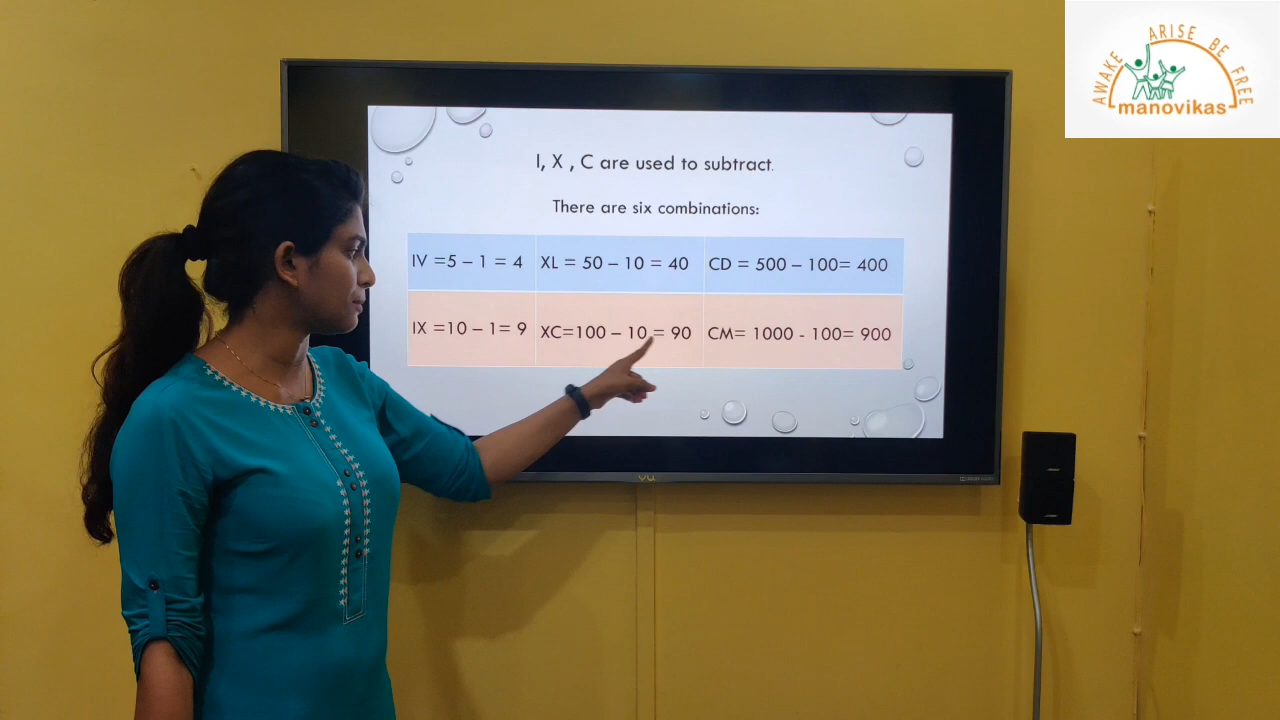 AWAKE ARISE BE FREE
manovikas
I, X , C are used to subtract.
There are six combinations:
IV =5 – 1 = 4 XL = 50 – 10 = 40 CD = 500 – 100= 400
IX =10 – 1= 9 XC=100 – 10 = 90 CM= 1000 - 100= 900
VU